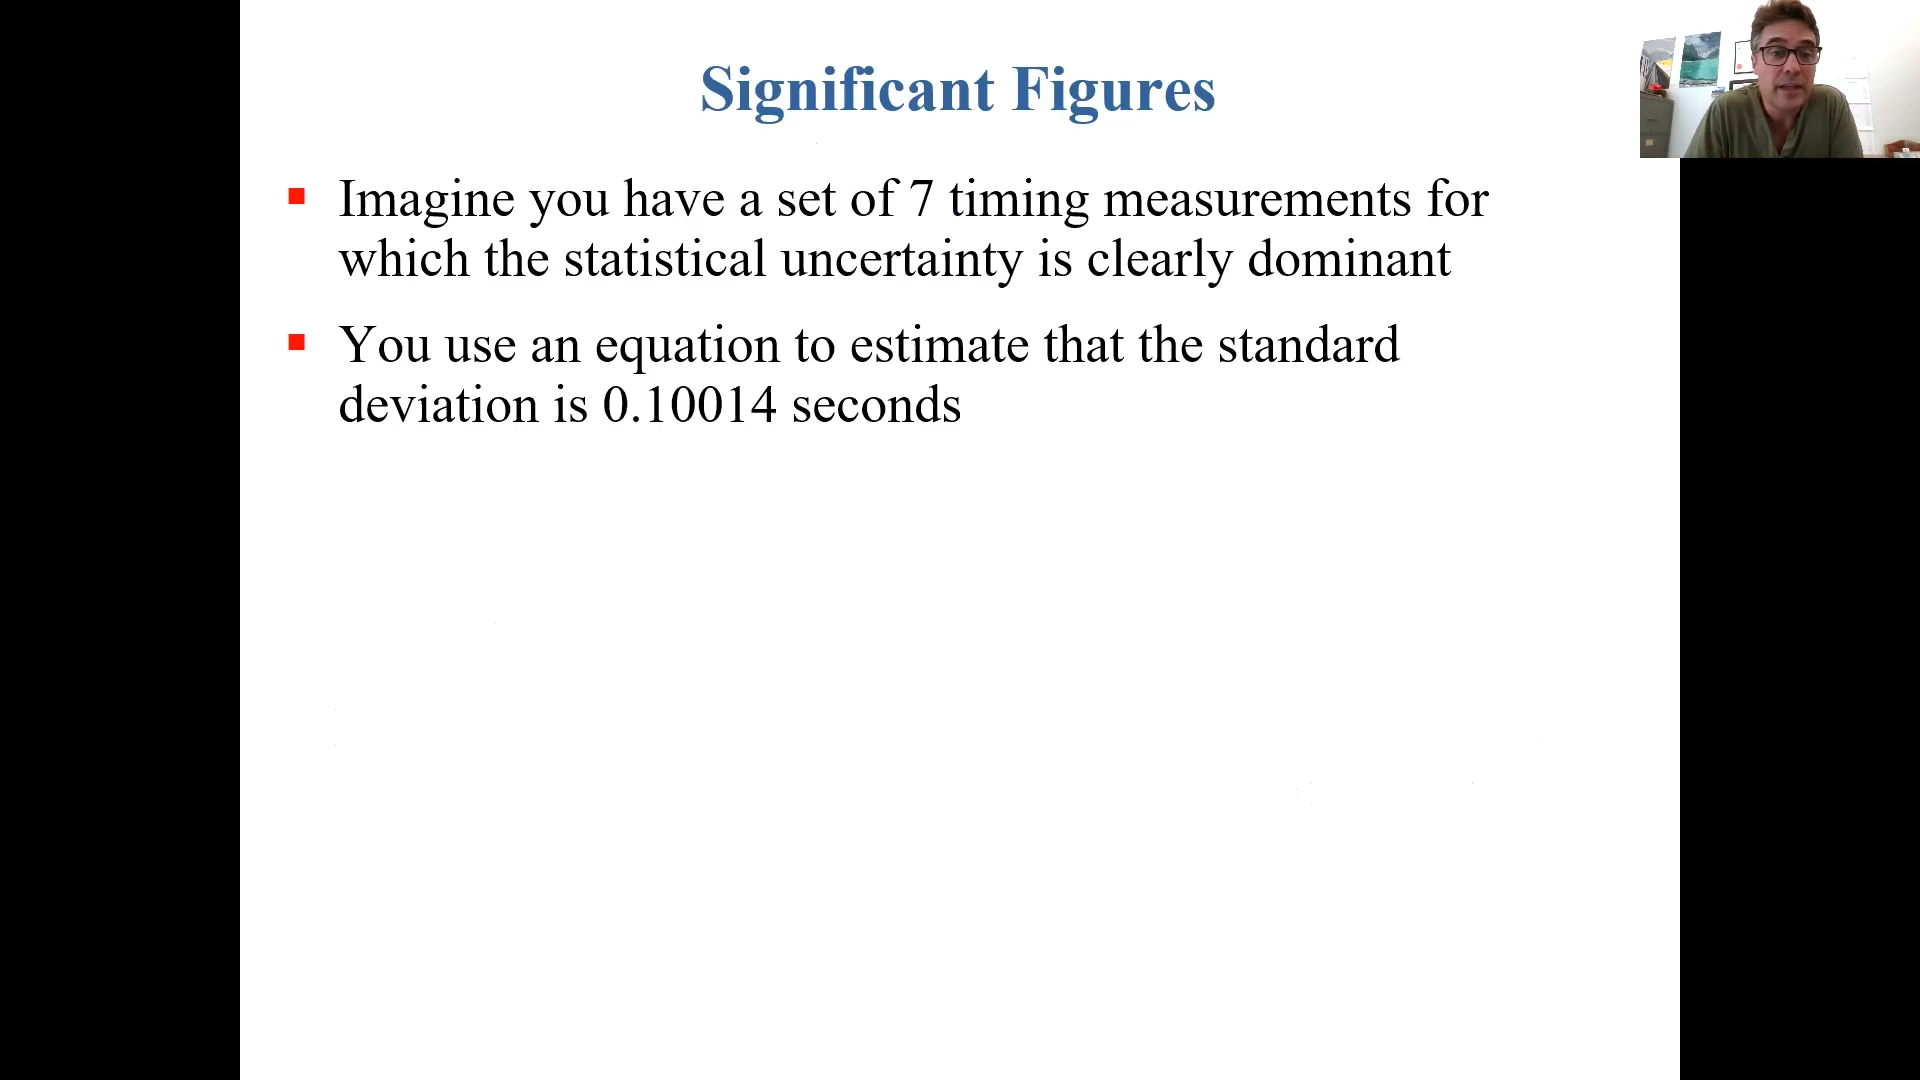 Significant Figures
Imagine you have a set of 7 timing measurements for
which the statistical uncertainty is clearly dominant
You use an equation to estimate that the standard
deviation is 0.10014 seconds